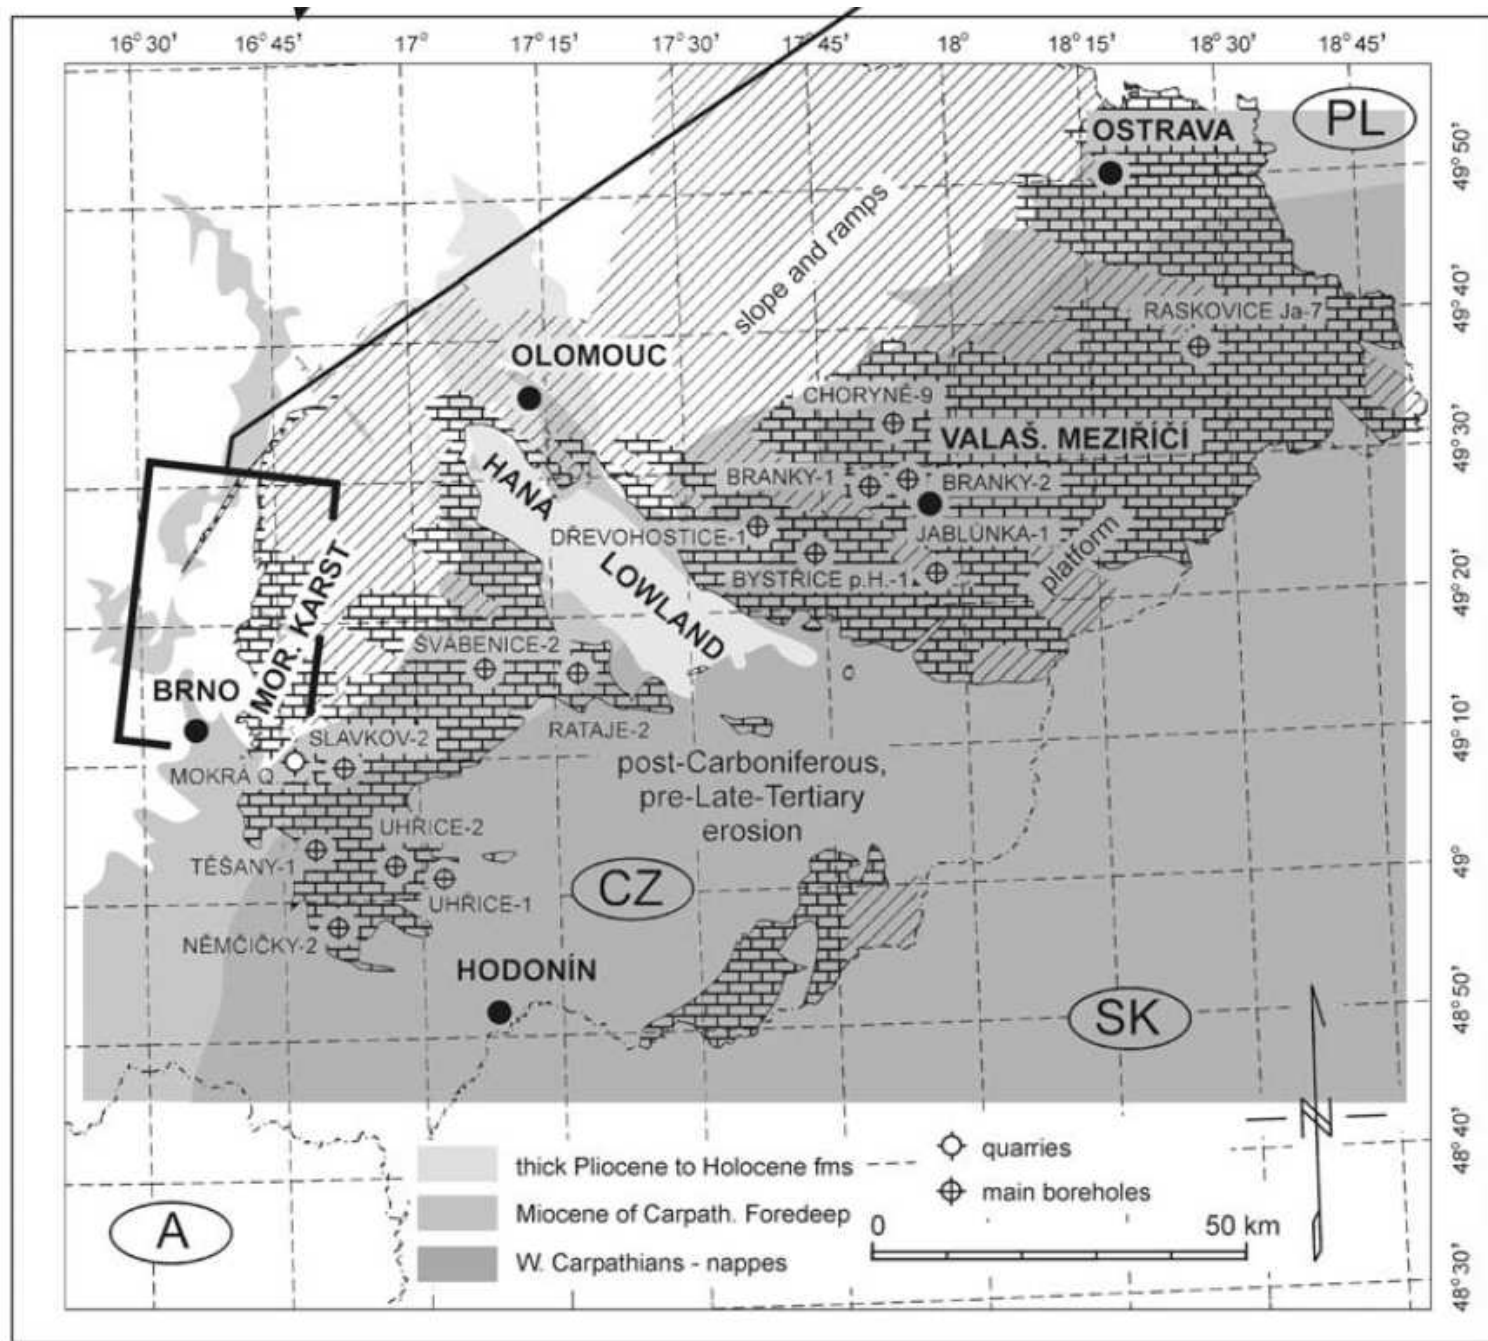 16° 30'
16° 45'
17°
17° 15'
17° 30'
17° 45'
18°
18° 15'
18° 30'
18° 45'
PL
OSTRAVA
49° 50'
slope and ramps
49° 40'
RASKOVICE Ja-7
OLOMOUC
CHORYNĚ-9
49° 30'
VALAŠ. MEZIŘÍČÍ
BRANKY-1
BRANKY-2
HANÁ
LOWLAND
DŘEVOHOSTICE-1
JABLŮNKA-1
BYSTŘICE p.H.-1
platform
49° 20'
MOR. KARST
ŠVABENICE-2
BRNO
RATAJE-2
49° 10'
SLAVKOV-2
MOKRÁ Q
post-Carboniferous,
pre-Late-Tertiary
erosion
UHŘICE-2
TĚŠANY-1
49°
CZ
UHŘICE-1
NĚMČIČKY-2
HODONÍN
48° 50'
SK
N
48° 40'
thick Pliocene to Holocene fms
quarries
Miocene of Carpath. Foredeep
main boreholes
A
0
50 km
W. Carpathians - nappes
48° 30'